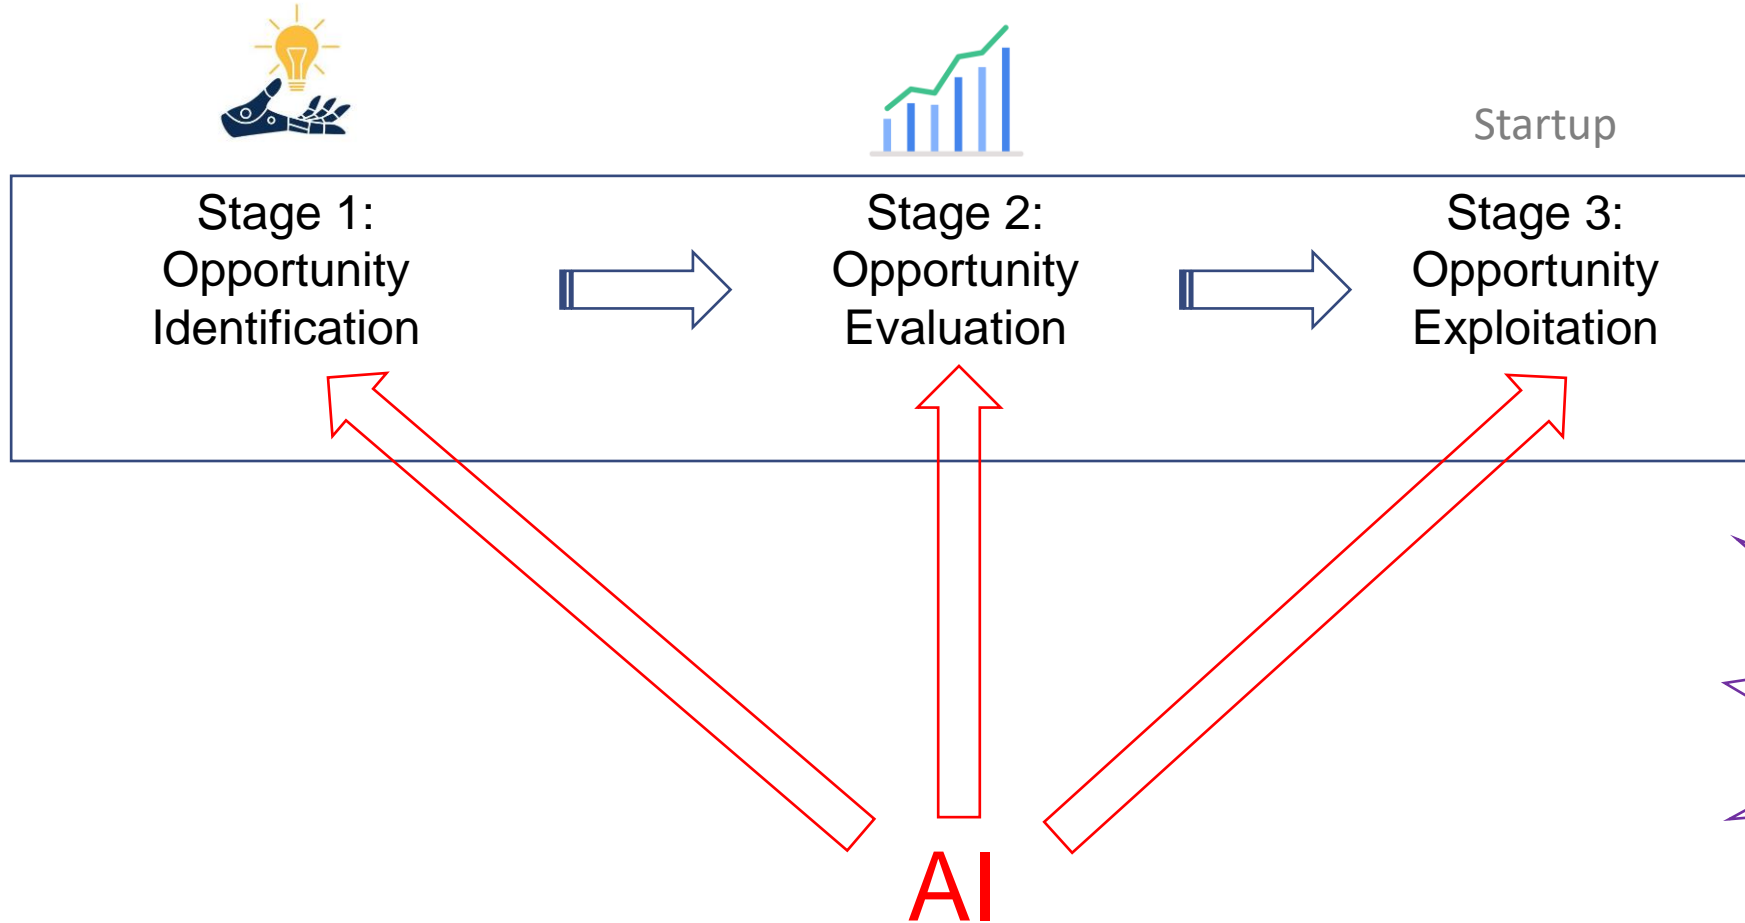 Startup
Stage 1:
Opportunity
Identification
Stage 2:
Opportunity
Evaluation
Stage 3:
Opportunity
Exploitation
AI